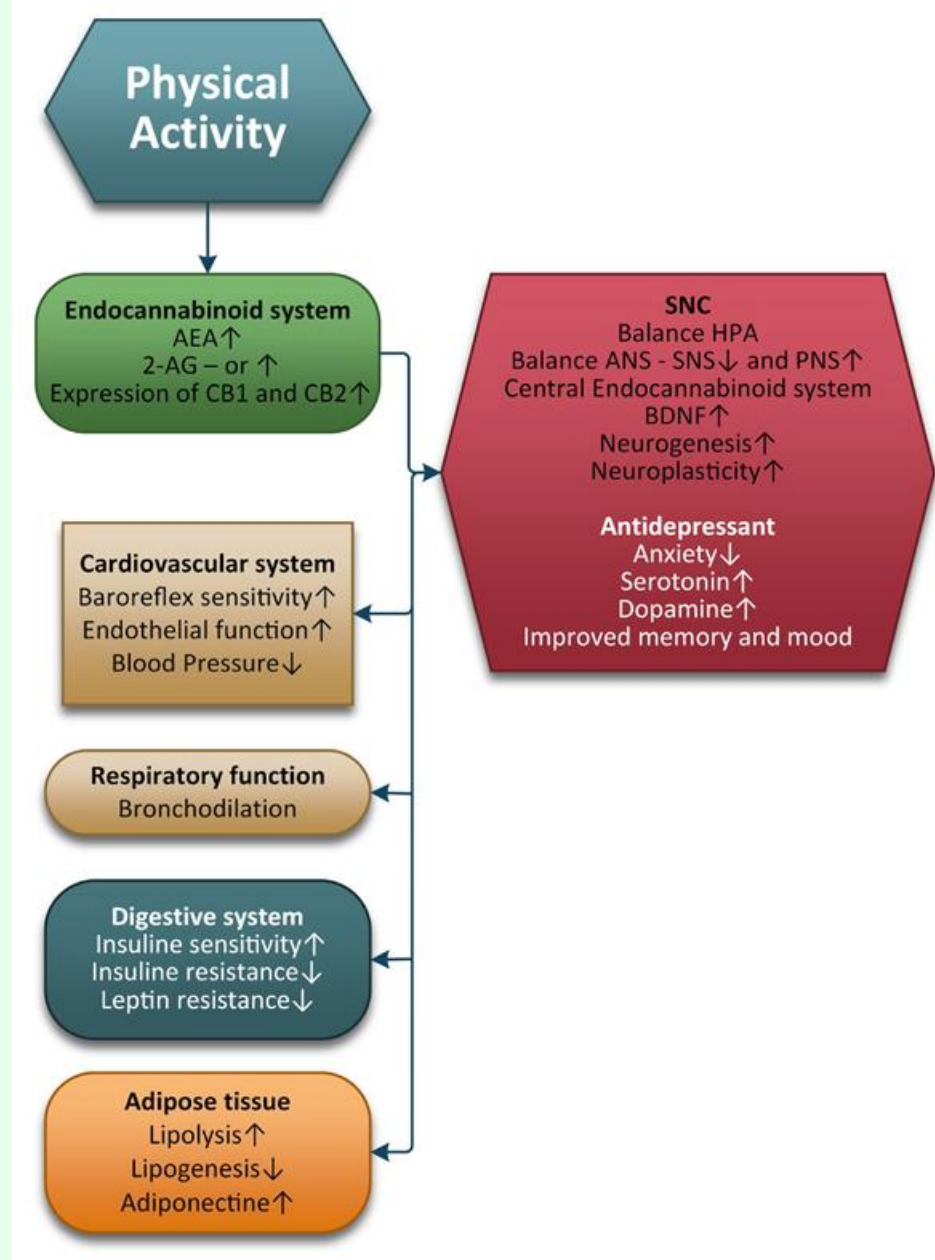 Physical
Activity
Endocannabinoid system
AEA↑
2-AG – or ↑
Expression of CB1 and CB2↑
SNC
Balance HPA
Balance ANS - SNS↓ and PNS↑
Central Endocannabinoid system
BDNF↑
Neurogenesis↑
Neuroplasticity↑
Antidepressant
Anxiety↓
Serotonin↑
Dopamine↑
Improved memory and mood
Cardiovascular system
Baroreflex sensitivity↑
Endothelial function↑
Blood Pressure↓
Respiratory function
Bronchodilation
Digestive system
Insuline sensitivity↑
Insuline resistance↓
Leptin resistance↓
Adipose tissue
Lipolysis↑
Lipogenesis↓
Adiponectine↑